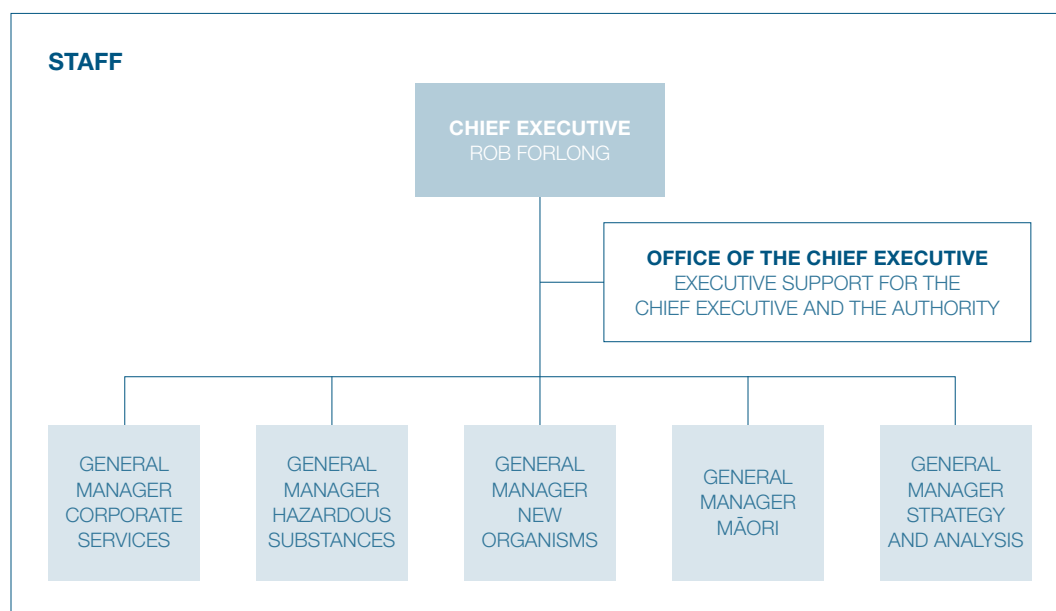 STAFF
CHIEF EXECUTIVE
ROB FORLONG
OFFICE OF THE CHIEF EXECUTIVE
EXECUTIVE SUPPORT FOR THE
CHIEF EXECUTIVE AND THE AUTHORITY
GENERAL
MANAGER
CORPORATE
SERVICES
GENERAL
MANAGER
HAZARDOUS
SUBSTANCES
GENERAL
MANAGER
NEW
ORGANISMS
GENERAL
MANAGER
MĀORI
GENERAL
MANAGER
STRATEGY
AND ANALYSIS